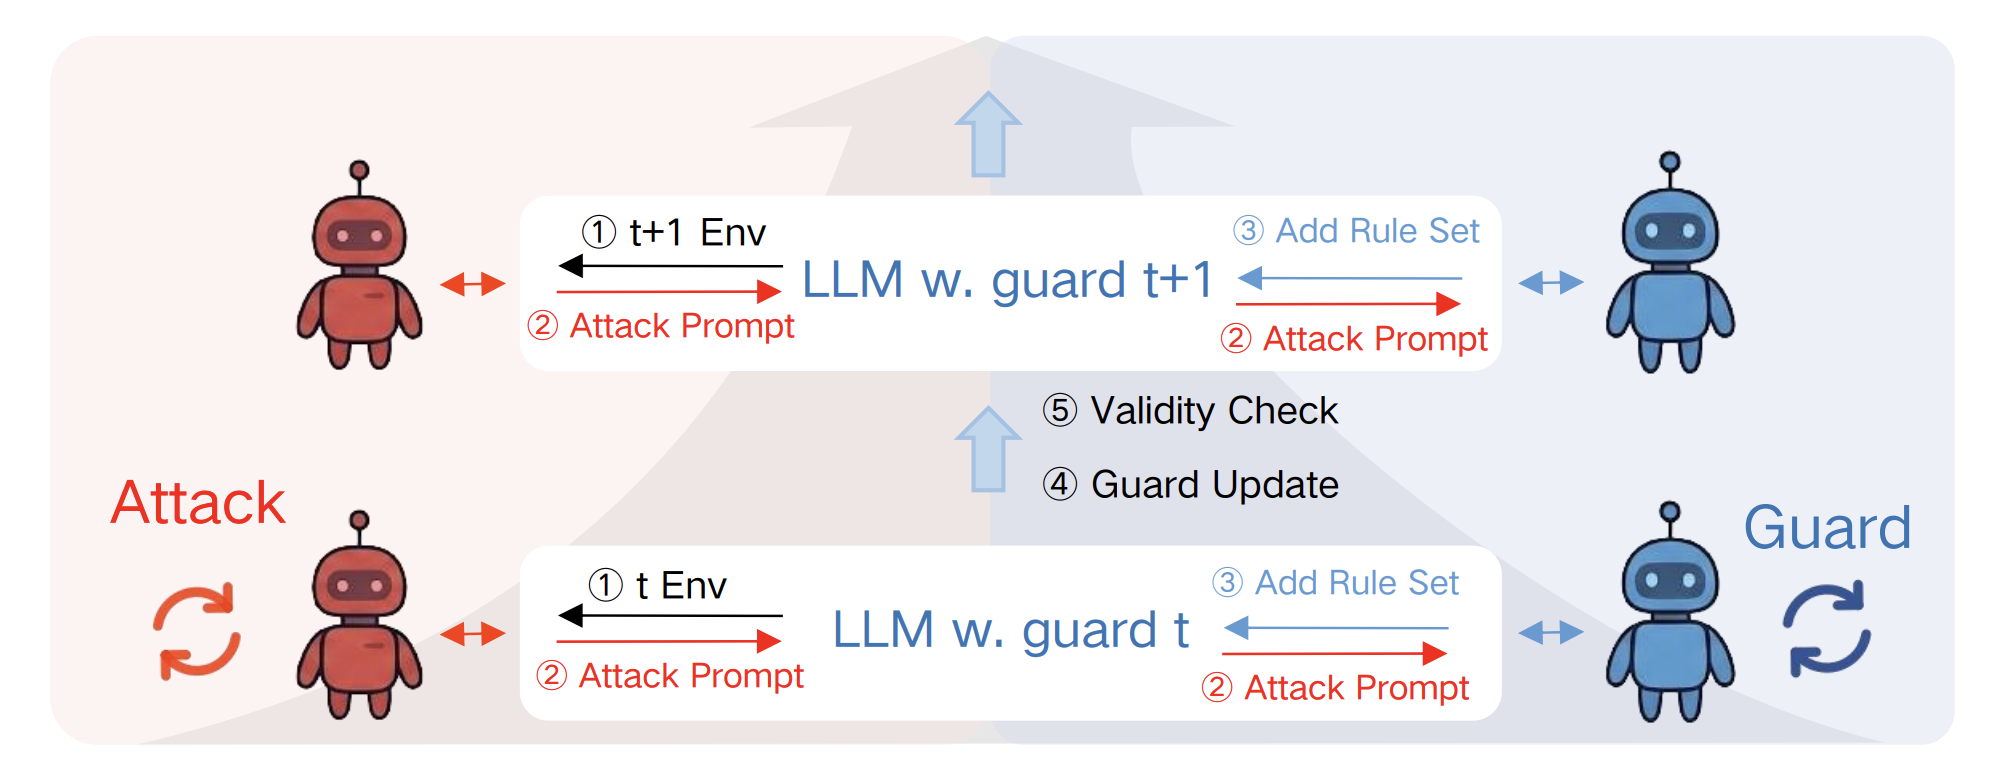 ① t+1 Env
② Attack Prompt
LLM w. guard t+1
③ Add Rule Set
② Attack Prompt
⑤ Validity Check
④ Guard Update
Attack
Guard
① t Env
② Attack Prompt
LLM w. guard t
③ Add Rule Set
② Attack Prompt